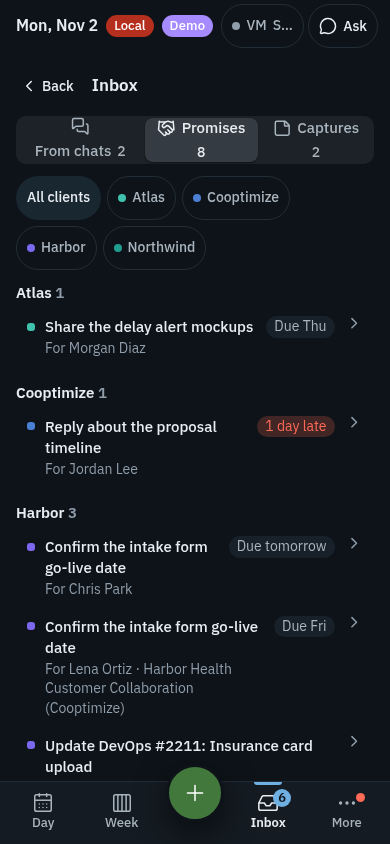 Mon, Nov 2 Local Demo VM S... Ask
Back Inbox
From chats 2
Promises 8
Captures 2
All clients Atlas Cooptimize
Harbor Northwind
Atlas 1
Share the delay alert mockups Due Thu
For Morgan Diaz
Cooptimize 1
Reply about the proposal 1 day late
timeline
For Jordan Lee
Harbor 3
Confirm the intake form Due tomorrow
go-live date
For Chris Park
Confirm the intake form go-live Due Fri
date
For Lena Ortiz · Harbor Health
Customer Collaboration
(Cooptimize)
Update DevOps #2211: Insurance card
upload
Day Week Inbox 6 More